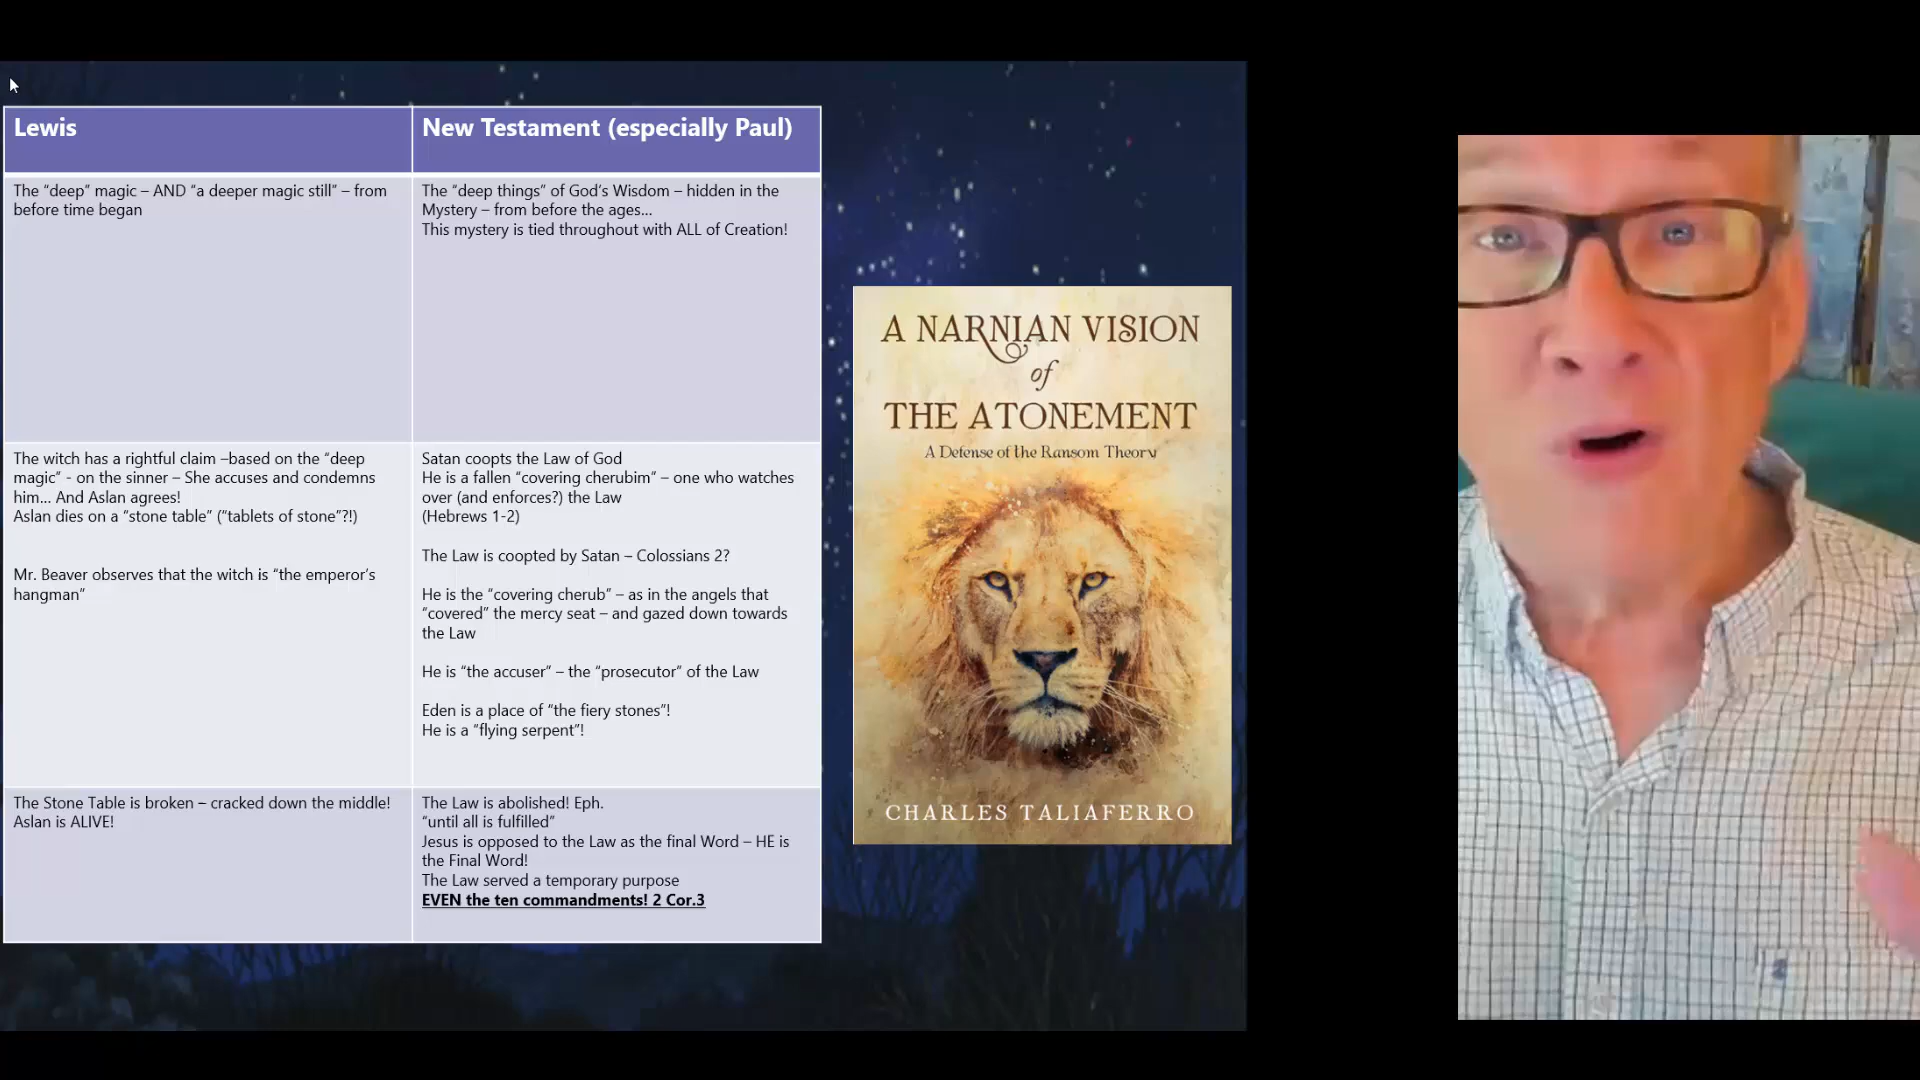 Lewis
New Testament (especially Paul)
The “deep” magic – AND “a deeper magic still” – from
before time began
The “deep things” of God’s Wisdom – hidden in the
Mystery – from before the ages…
This mystery is tied throughout with ALL of Creation!
The witch has a rightful claim –based on the “deep
magic” - on the sinner – She accuses and condemns
him… And Aslan agrees!
Aslan dies on a “stone table” (“tablets of stone”?!)
Mr. Beaver observes that the witch is “the emperor’s
hangman”
Satan coopts the Law of God
He is a fallen “covering cherubim” – one who watches
over (and enforces?) the Law
(Hebrews 1-2)
The Law is coopted by Satan – Colossians 2?
He is the “covering cherub” – as in the angels that
“covered” the mercy seat – and gazed down towards
the Law
He is “the accuser” – the “prosecutor” of the Law
Eden is a place of “the fiery stones”!
He is a “flying serpent”!
The Stone Table is broken – cracked down the middle!
Aslan is ALIVE!
The Law is abolished! Eph.
“until all is fulfilled”
Jesus is opposed to the Law as the final Word – HE is
the Final Word!
The Law served a temporary purpose
EVEN the ten commandments! 2 Cor.3
A NARNIAN VISION
of
THE ATONEMENT
A Defense of the Ransom Theory
CHARLES TALIAFERRO